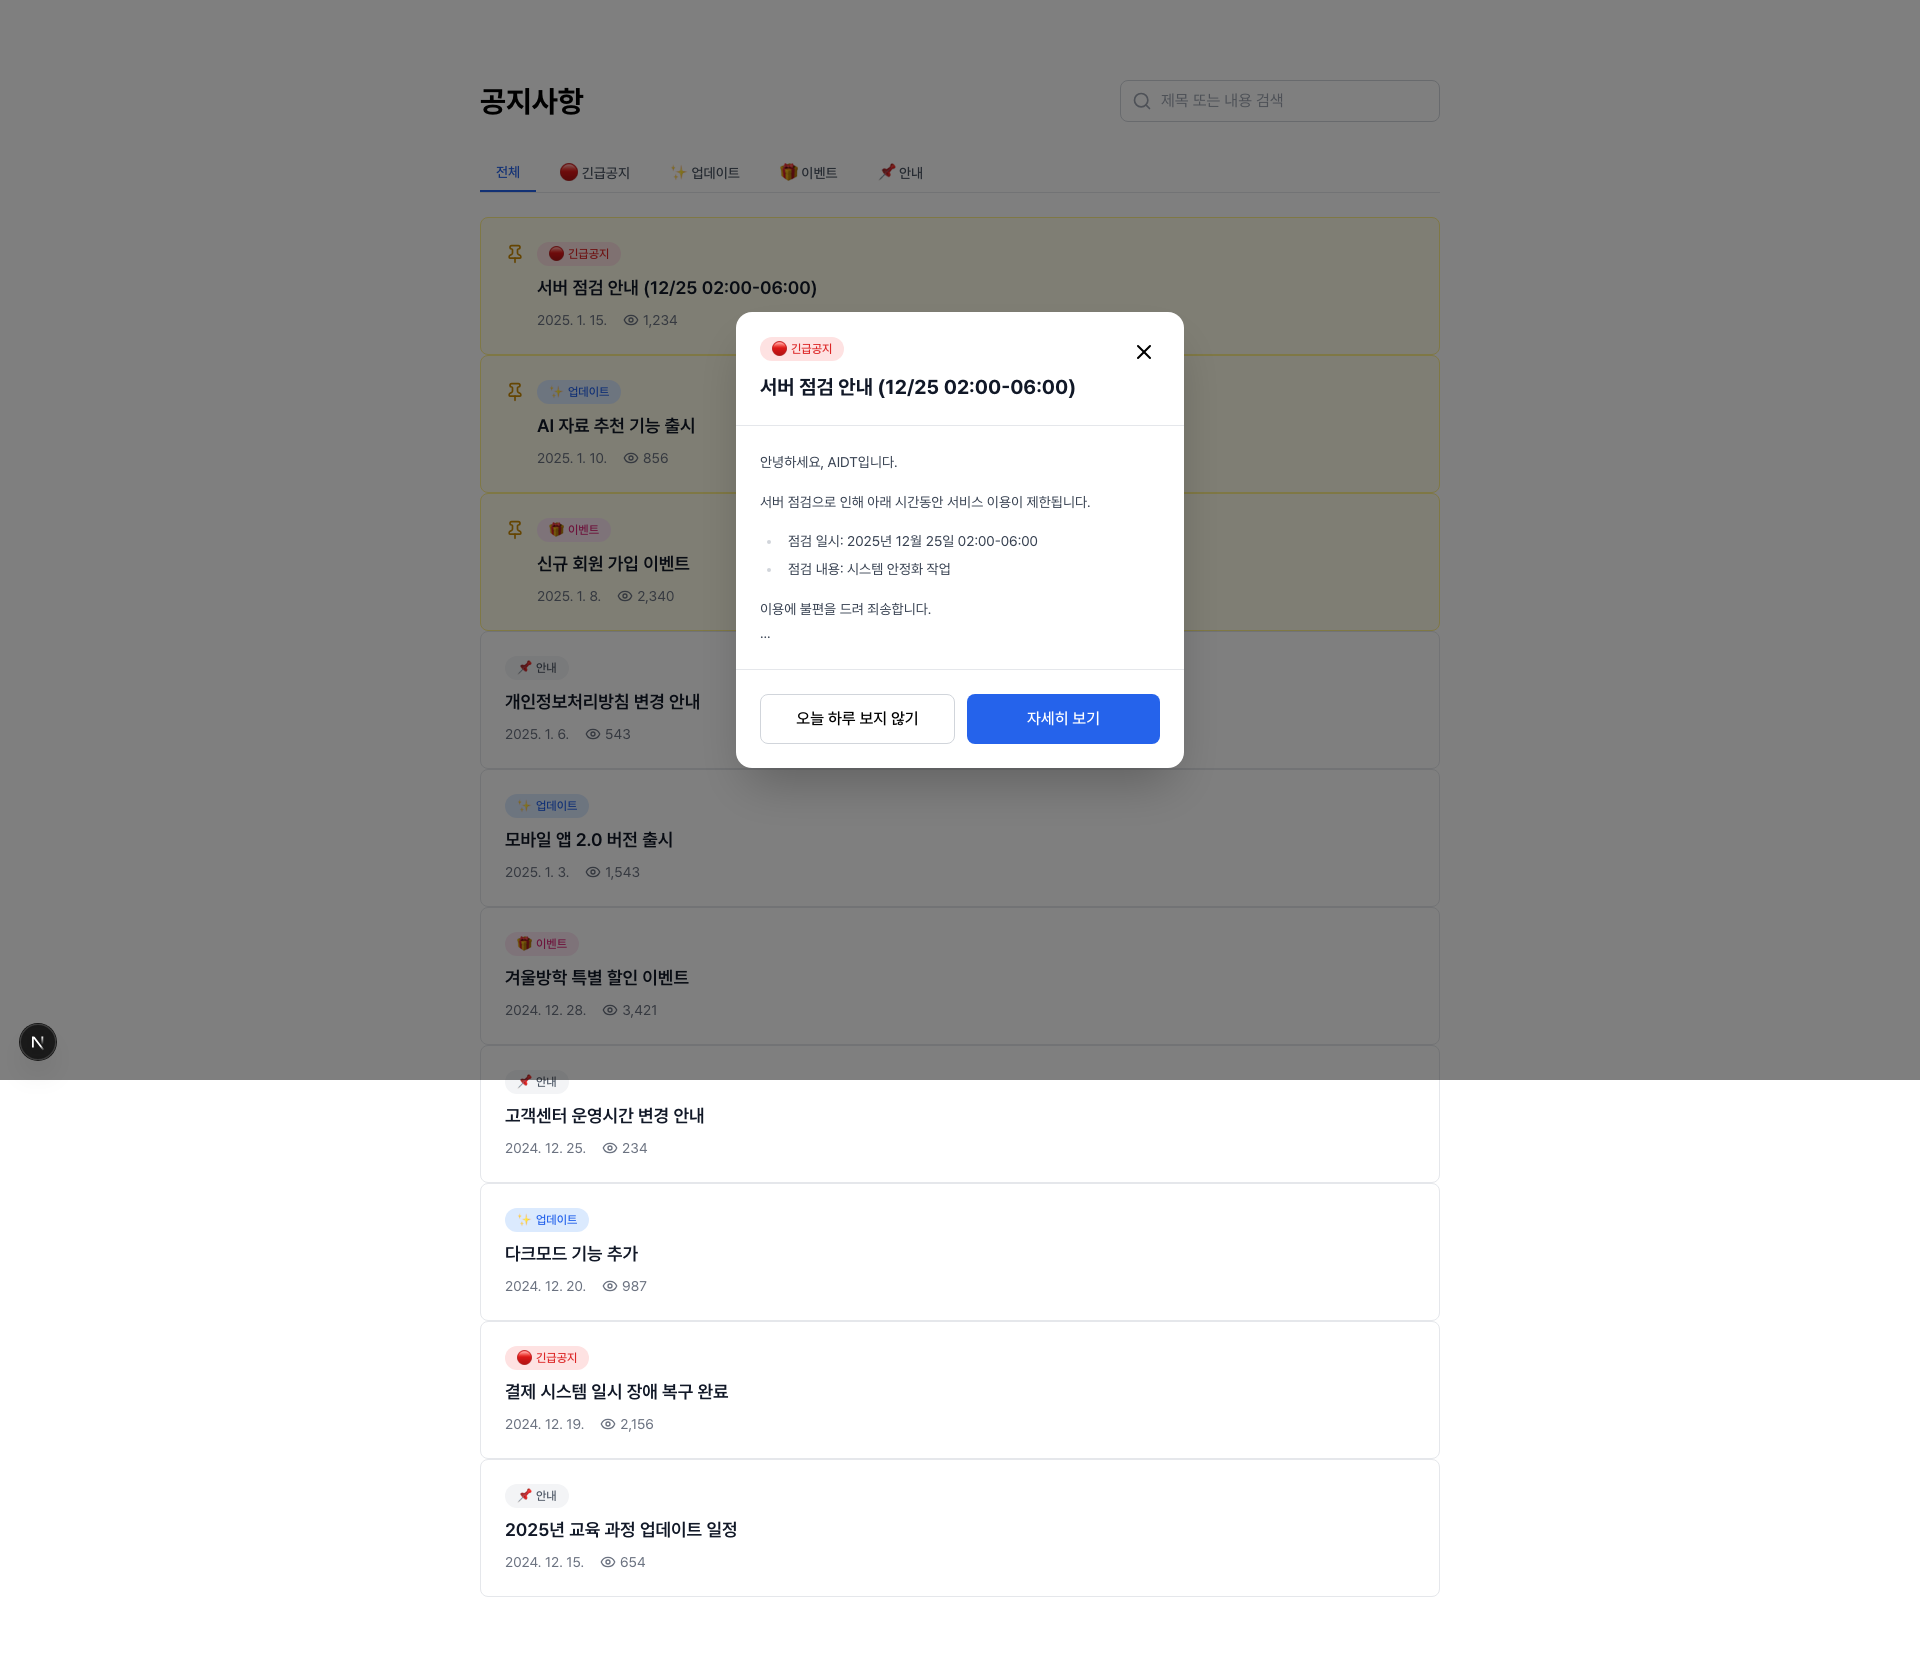 공지사항
제목 또는 내용 검색
전체
긴급공지
업데이트
이벤트
안내
긴급공지
서버 점검 안내 (12/25 02:00-06:00)
2025. 1. 15. 1,234
업데이트
AI 자료 추천 기능 출시
2025. 1. 10. 856
이벤트
신규 회원 가입 이벤트
2025. 1. 8. 2,340
안내
개인정보처리방침 변경 안내
2025. 1. 6. 543
업데이트
모바일 앱 2.0 버전 출시
2025. 1. 3. 1,543
이벤트
겨울방학 특별 할인 이벤트
2024. 12. 28. 3,421
안내
고객센터 운영시간 변경 안내
2024. 12. 25. 234
업데이트
다크모드 기능 추가
2024. 12. 20. 987
긴급공지
결제 시스템 일시 장애 복구 완료
2024. 12. 19. 2,156
안내
2025년 교육 과정 업데이트 일정
2024. 12. 15. 654
긴급공지
서버 점검 안내 (12/25 02:00-06:00)
안녕하세요, AIDT입니다.
서버 점검으로 인해 아래 시간동안 서비스 이용이 제한됩니다.
점검 일시: 2025년 12월 25일 02:00-06:00
점검 내용: 시스템 안정화 작업
이용에 불편을 드려 죄송합니다.
...
오늘 하루 보지 않기
자세히 보기
N